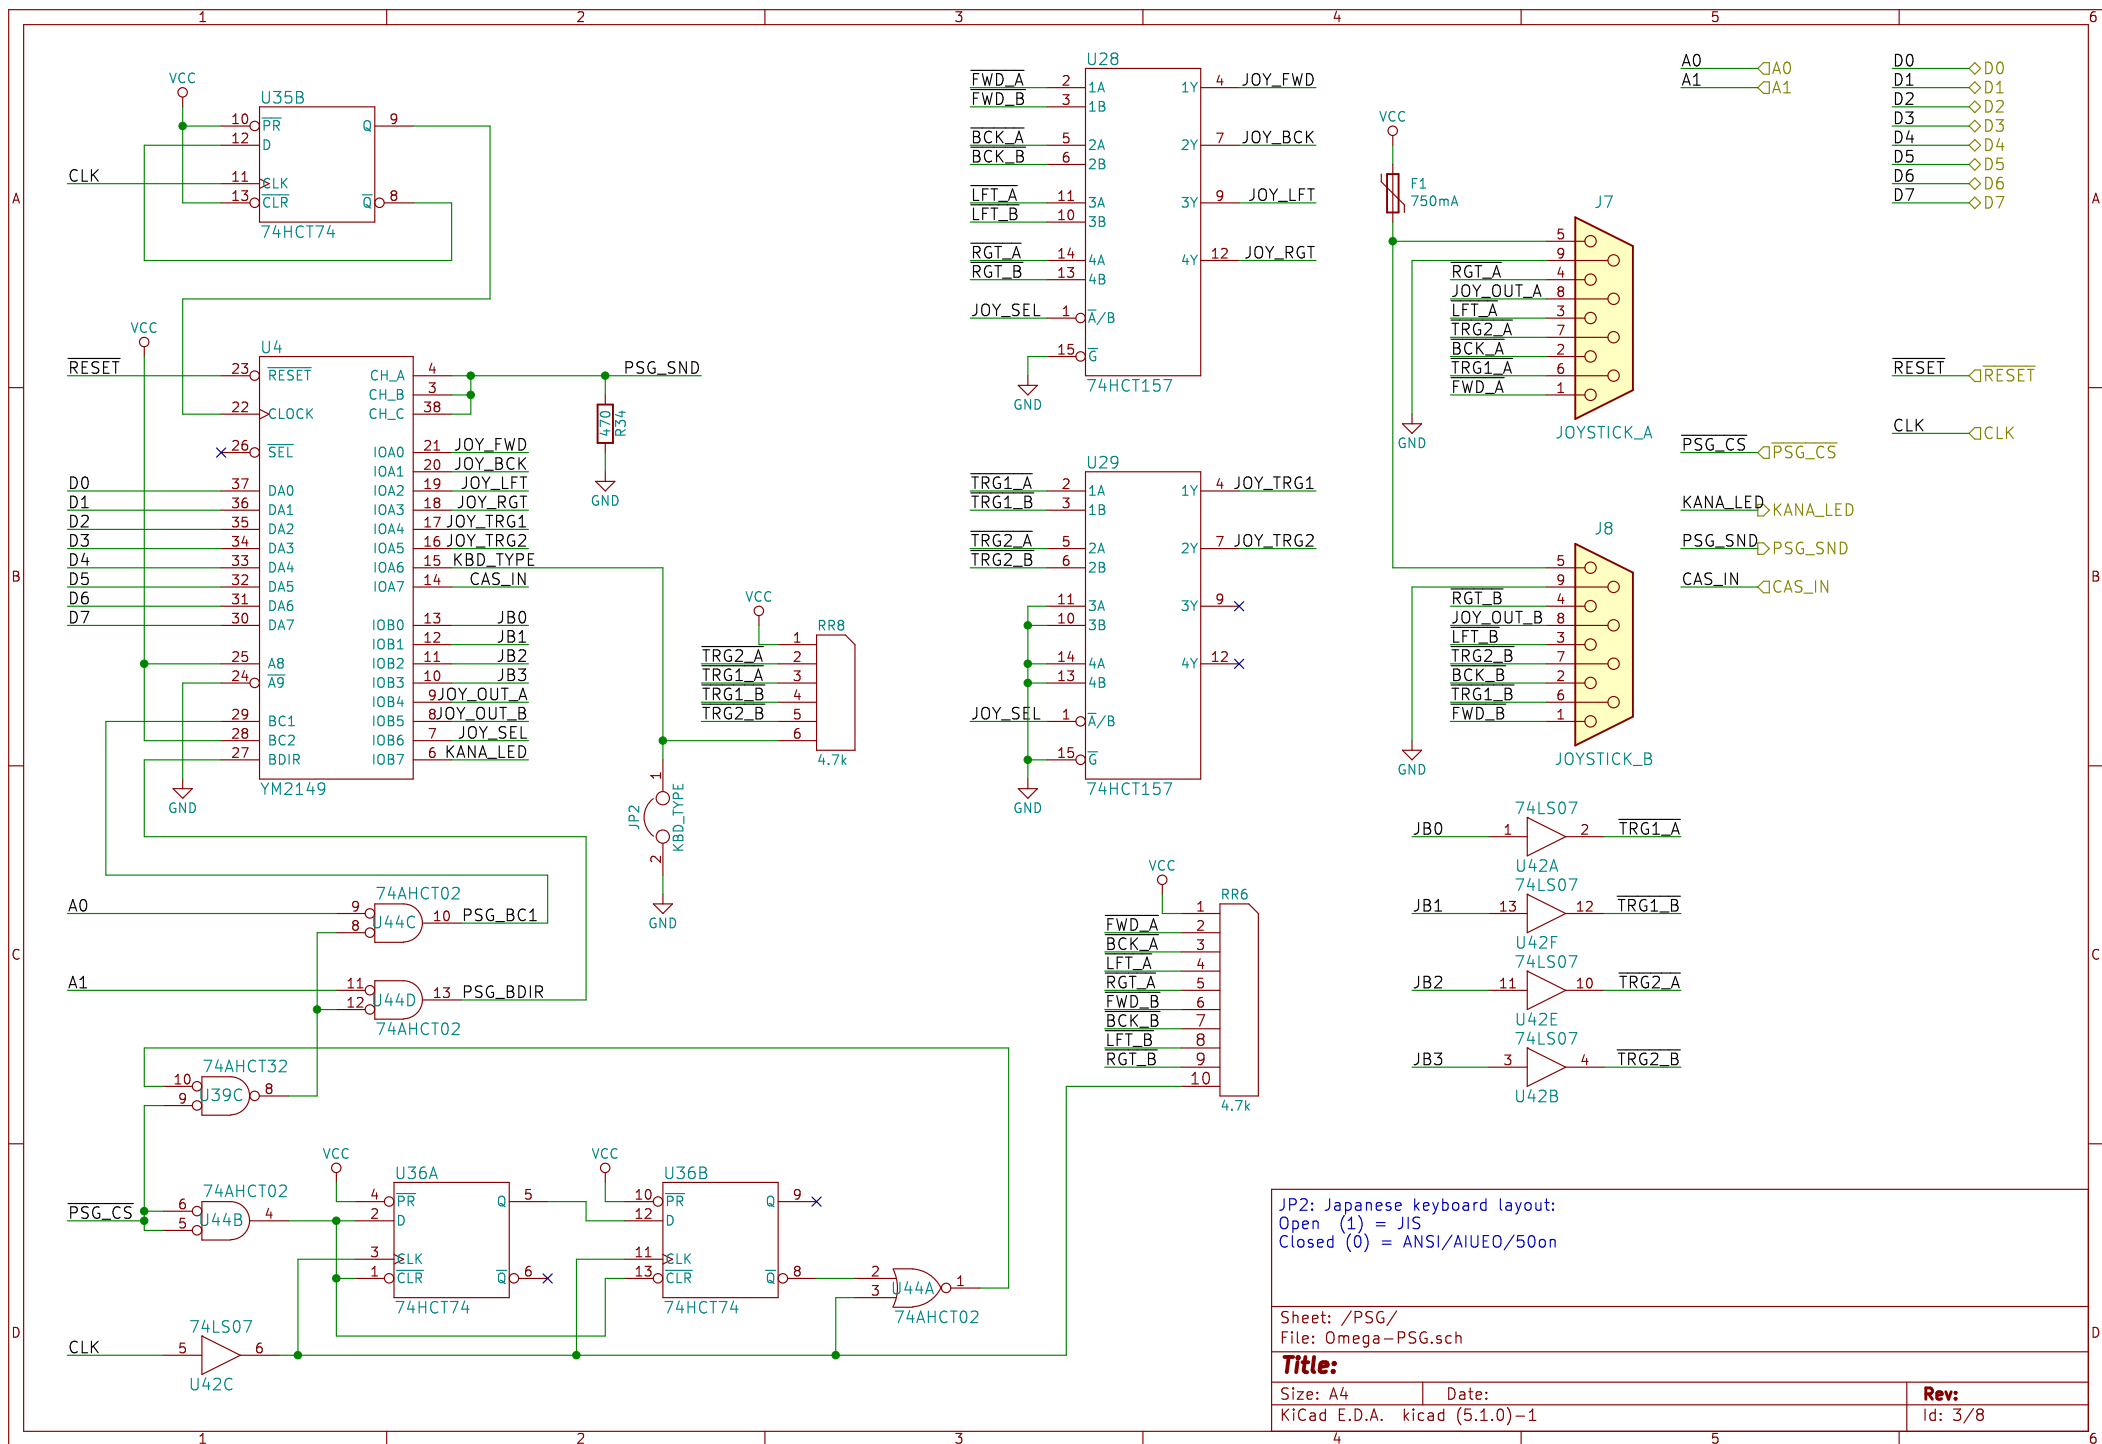 1 2 3 4 5 6
A
B
C
D
VCC
U35B
10 PR
12 D
11 CLK
13 CLR
Q 9
Q 8
CLK
74HCT74
VCC
U4
RESET 23 RESET
22 CLOCK
26 SEL
D0 37 DA0
D1 36 DA1
D2 35 DA2
D3 34 DA3
D4 33 DA4
D5 32 DA5
D6 31 DA6
D7 30 DA7
25 A8
24 A9
29 BC1
28 BC2
27 BDIR
CH_A 4 PSG_SND
CH_B 3
CH_C 38
IOA0 21 JOY_FWD
IOA1 20 JOY_BCK
IOA2 19 JOY_LFT
IOA3 18 JOY_RGT
IOA4 17 JOY_TRG1
IOA5 16 JOY_TRG2
IOA6 15 KBD_TYPE
IOA7 14 CAS_IN
IOB0 13 JB0
IOB1 12 JB1
IOB2 11 JB2
IOB3 10 JB3
IOB4 9 JOY_OUT_A
IOB5 8 JOY_OUT_B
IOB6 7 JOY_SEL
IOB7 6 KANA_LED
YM2149
GND
470
R34
GND
VCC
RR8
1
TRG2_A 2
TRG1_A 3
TRG1_B 4
TRG2_B 5
6
4.7k
1
JP2
KBD_TYPE
2
GND
U28
FWD_A 2 1A
FWD_B 3 1B
BCK_A 5 2A
BCK_B 6 2B
LFT_A 11 3A
LFT_B 10 3B
RGT_A 14 4A
RGT_B 13 4B
JOY_SEL 1 A/B
15 G
1Y 4 JOY_FWD
2Y 7 JOY_BCK
3Y 9 JOY_LFT
4Y 12 JOY_RGT
74HCT157
GND
U29
TRG1_A 2 1A
TRG1_B 3 1B
TRG2_A 5 2A
TRG2_B 6 2B
11 3A
10 3B
14 4A
13 4B
JOY_SEL 1 A/B
15 G
1Y 4 JOY_TRG1
2Y 7 JOY_TRG2
3Y 9
4Y 12
74HCT157
GND
VCC
F1
750mA
J7
5
9
RGT_A 4
JOY_OUT_A 8
LFT_A 3
TRG2_A 7
BCK_A 2
TRG1_A 6
FWD_A 1
GND
JOYSTICK_A
J8
5
9
RGT_B 4
JOY_OUT_B 8
LFT_B 3
TRG2_B 7
BCK_B 2
TRG1_B 6
FWD_B 1
GND
JOYSTICK_B
A0 A0
A1 A1
D0 D0
D1 D1
D2 D2
D3 D3
D4 D4
D5 D5
D6 D6
D7 D7
RESET RESET
CLK CLK
PSG_CS PSG_CS
KANA_LED KANA_LED
PSG_SND PSG_SND
CAS_IN CAS_IN
74LS07
JB0 1 2 TRG1_A
U42A
74LS07
JB1 13 12 TRG1_B
U42F
74LS07
JB2 11 10 TRG2_A
U42E
74LS07
JB3 3 4 TRG2_B
U42B
VCC
RR6
1
FWD_A 2
BCK_A 3
LFT_A 4
RGT_A 5
FWD_B 6
BCK_B 7
LFT_B 8
RGT_B 9
10
4.7k
74AHCT02
A0 9 U44C 10 PSG_BC1
8
A1 11 U44D 13 PSG_BDIR
12
74AHCT02
74AHCT32
10 U39C 8
9
74AHCT02
PSG_CS 6 U44B 4
5
VCC
U36A
4 PR
2 D
3 CLK
1 CLR
Q 5
Q 6
74HCT74
VCC
U36B
10 PR
12 D
11 CLK
13 CLR
Q 9
Q 8
74HCT74
2 U44A 1
3
74AHCT02
74LS07
CLK 5 6
U42C
JP2: Japanese keyboard layout:
Open (1) = JIS
Closed (0) = ANSI/AIUEO/50on
Sheet: /PSG/
File: Omega-PSG.sch
Title:
Size: A4 Date: Rev:
KiCad E.D.A. kicad (5.1.0)-1 Id: 3/8
A
B
C
D
1 2 3 4 5 6